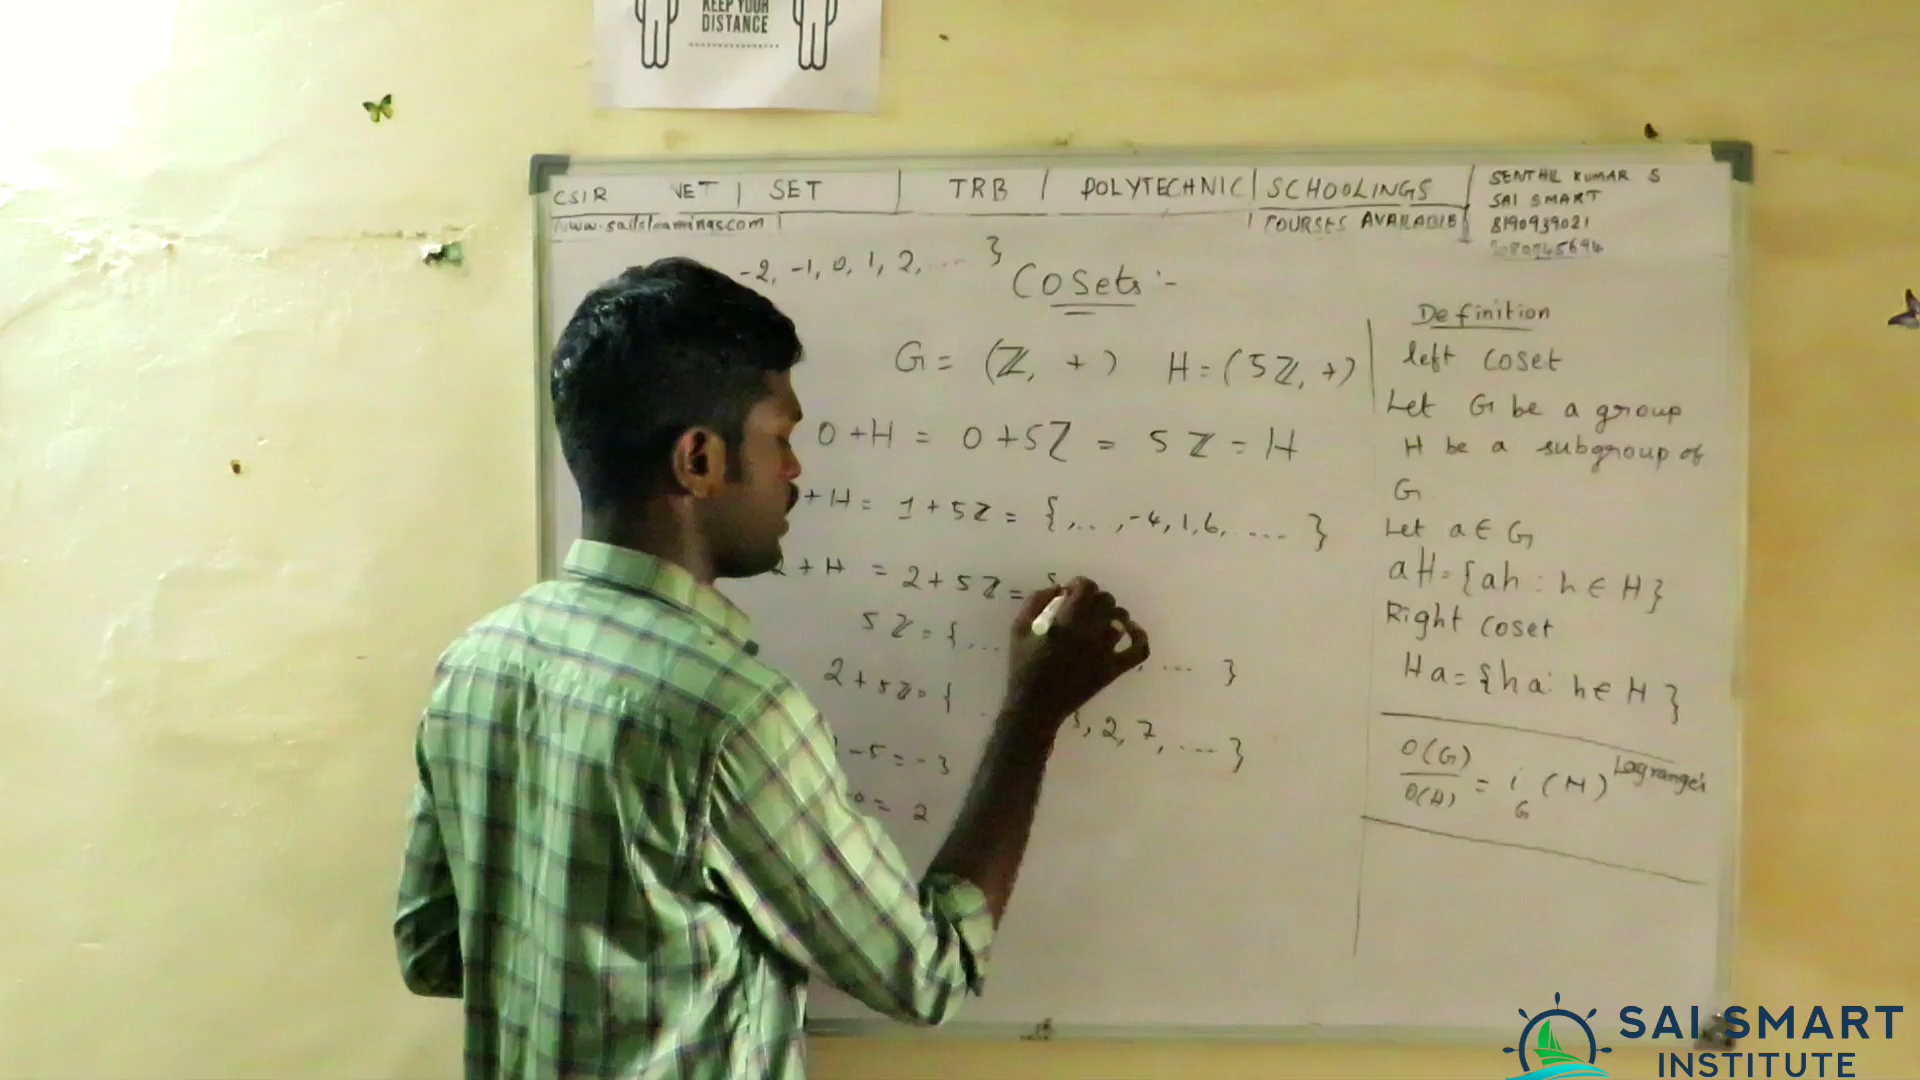 KEEP YOUR
DISTANCE
CSIR NET | SET | TRB | POLYTECHNIC | SCHOOLINGS
COURSES AVAILABLE
SENTHIL KUMAR S
SAI SMART
8190939021
-2, -1, 0, 1, 2, ... }
Cosets :-
G = (ℤ, +) H = (5ℤ, +)
0 + H = 0 + 5ℤ = 5ℤ = H
+ H = 1 + 5ℤ = { , ... , -4, 1, 6, .... }
2 + H = 2 + 5ℤ =
5ℤ = { , ... , .... }
2 + 5ℤ = { ... 3, 2, 7, .... }
- 5 = - 3
= 2
Definition
left coset
Let G be a group
H be a subgroup of
G
Let a ∈ G
aH = {ah : h ∈ H}
Right coset
Ha = {ha : h ∈ H}
O(G)
/ O(H) = i_G (H) Lagrange's
SAI SMART
INSTITUTE